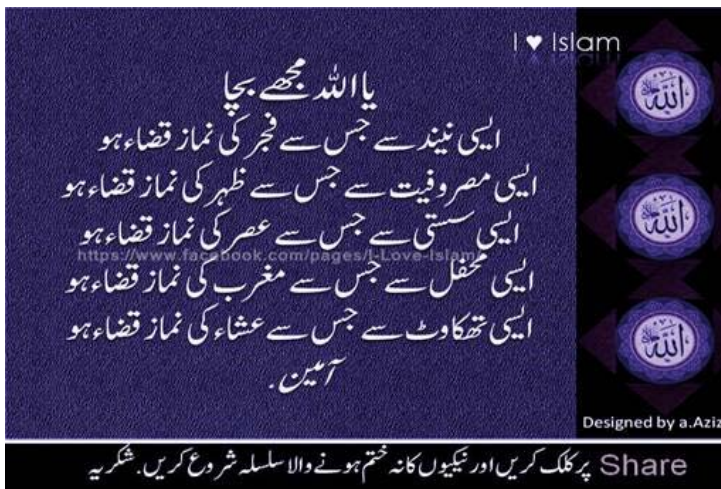 I ♥ Islam
یا اللہ مجھے بچا
ایسی نیند سے جس سے فجر کی نماز قضاء ہو
ایسی مصروفیت سے جس سے ظہر کی نماز قضاء ہو
ایسی سستی سے جس سے عصر کی نماز قضاء ہو
https://www.facebook.com/pages/I-Love-Islam
ایسی محفل سے جس سے مغرب کی نماز قضاء ہو
ایسی تھکاوٹ سے جس سے عشاء کی نماز قضاء ہو
آمین.
الله
الله
الله
Designed by a.Aziz
Share پر کلک کریں اور نیکیوں کا نہ ختم ہونے والا سلسلہ شروع کریں. شکریہ